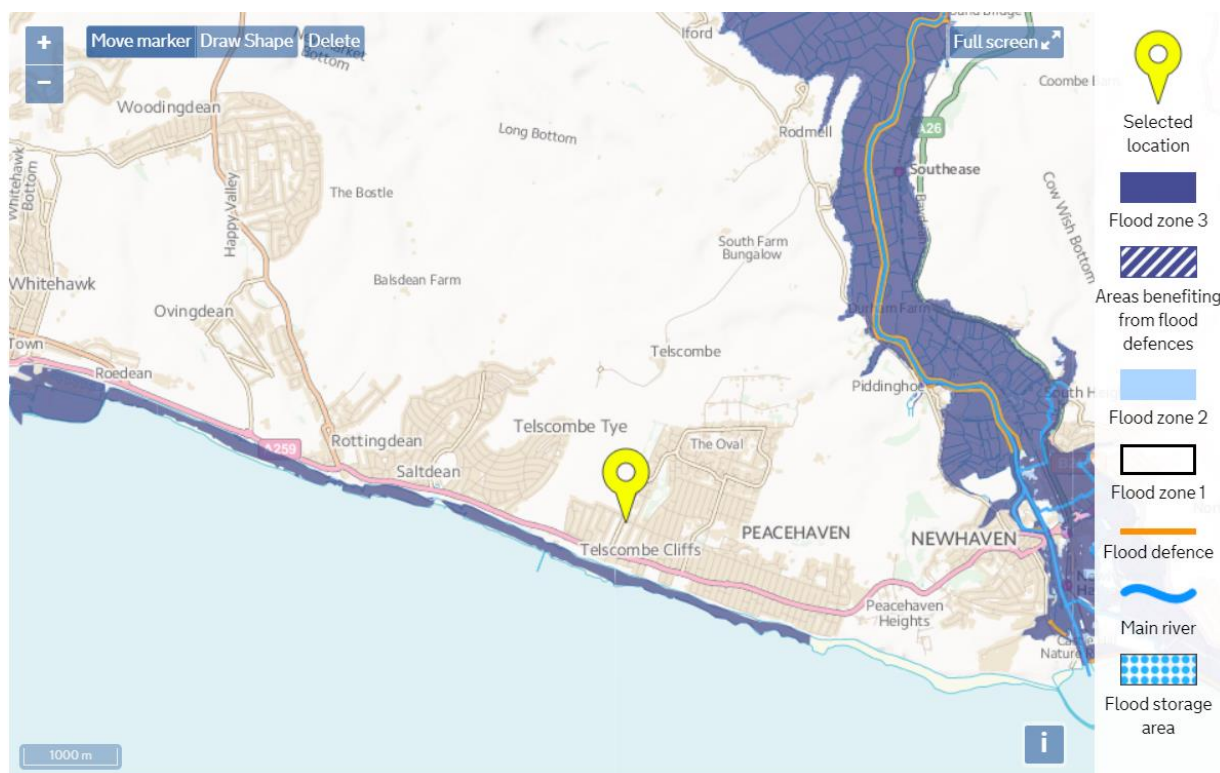 +
−
Move marker
Draw Shape
Delete
Full screen
Bottom
Iford
Woodingdean
Long Bottom
Rodmell
A26
Southease
Whitehawk
Bottom
Happy Valley
The Bostle
Cow Wish Bottom
South Farm
Bungalow
Balsdean Farm
Whitehawk
Ovingdean
Town
Roedean
Telscombe
Piddinghoe
Telscombe Tye
The Oval
Rottingdean
A259
Saltdean
PEACEHAVEN
NEWHAVEN
Telscombe Cliffs
Peacehaven
Heights
Nature
1000 m
i
Selected
location
Flood zone 3
Areas benefiting
from flood
defences
Flood zone 2
Flood zone 1
Flood defence
Main river
Flood storage
area